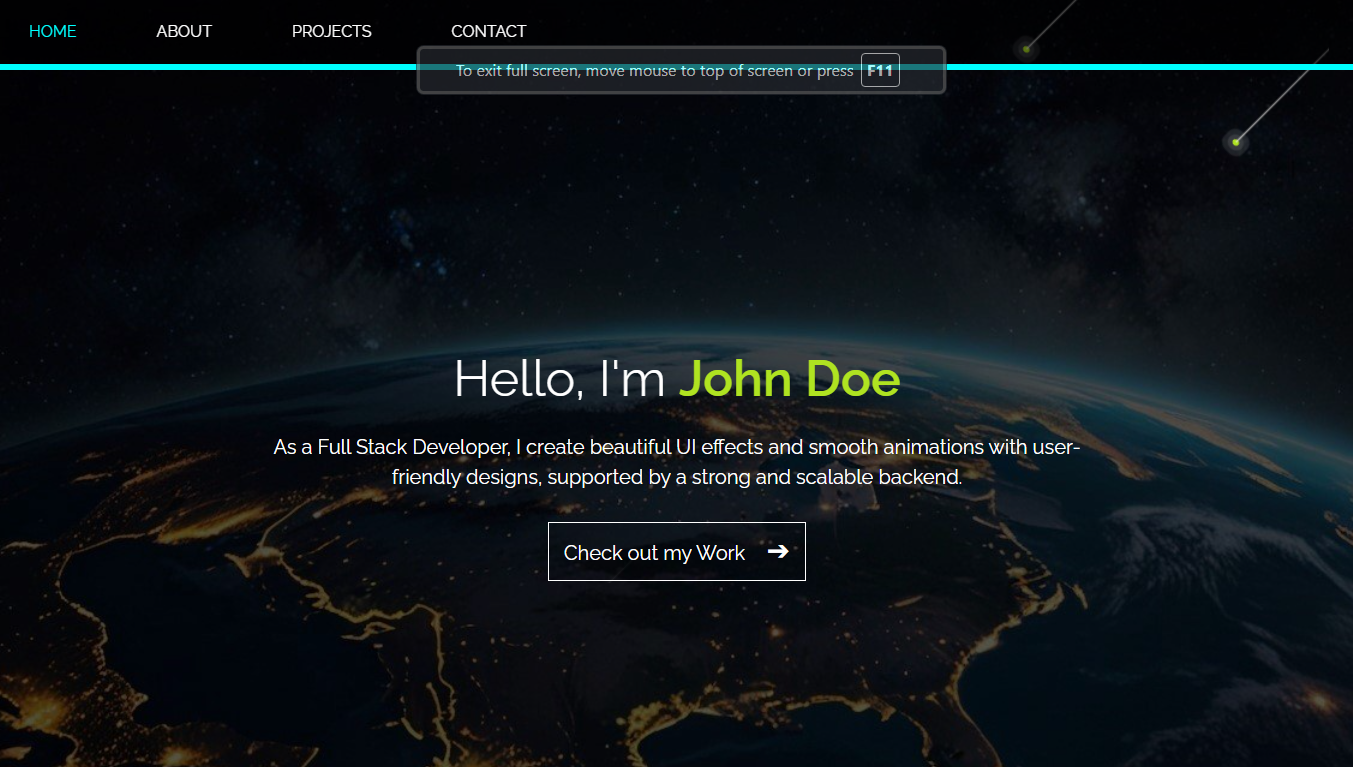 HOME ABOUT PROJECTS CONTACT
To exit full screen, move mouse to top of screen or press F11
Hello, I'm John Doe
As a Full Stack Developer, I create beautiful UI effects and smooth animations with user-
friendly designs, supported by a strong and scalable backend.
Check out my Work ➔